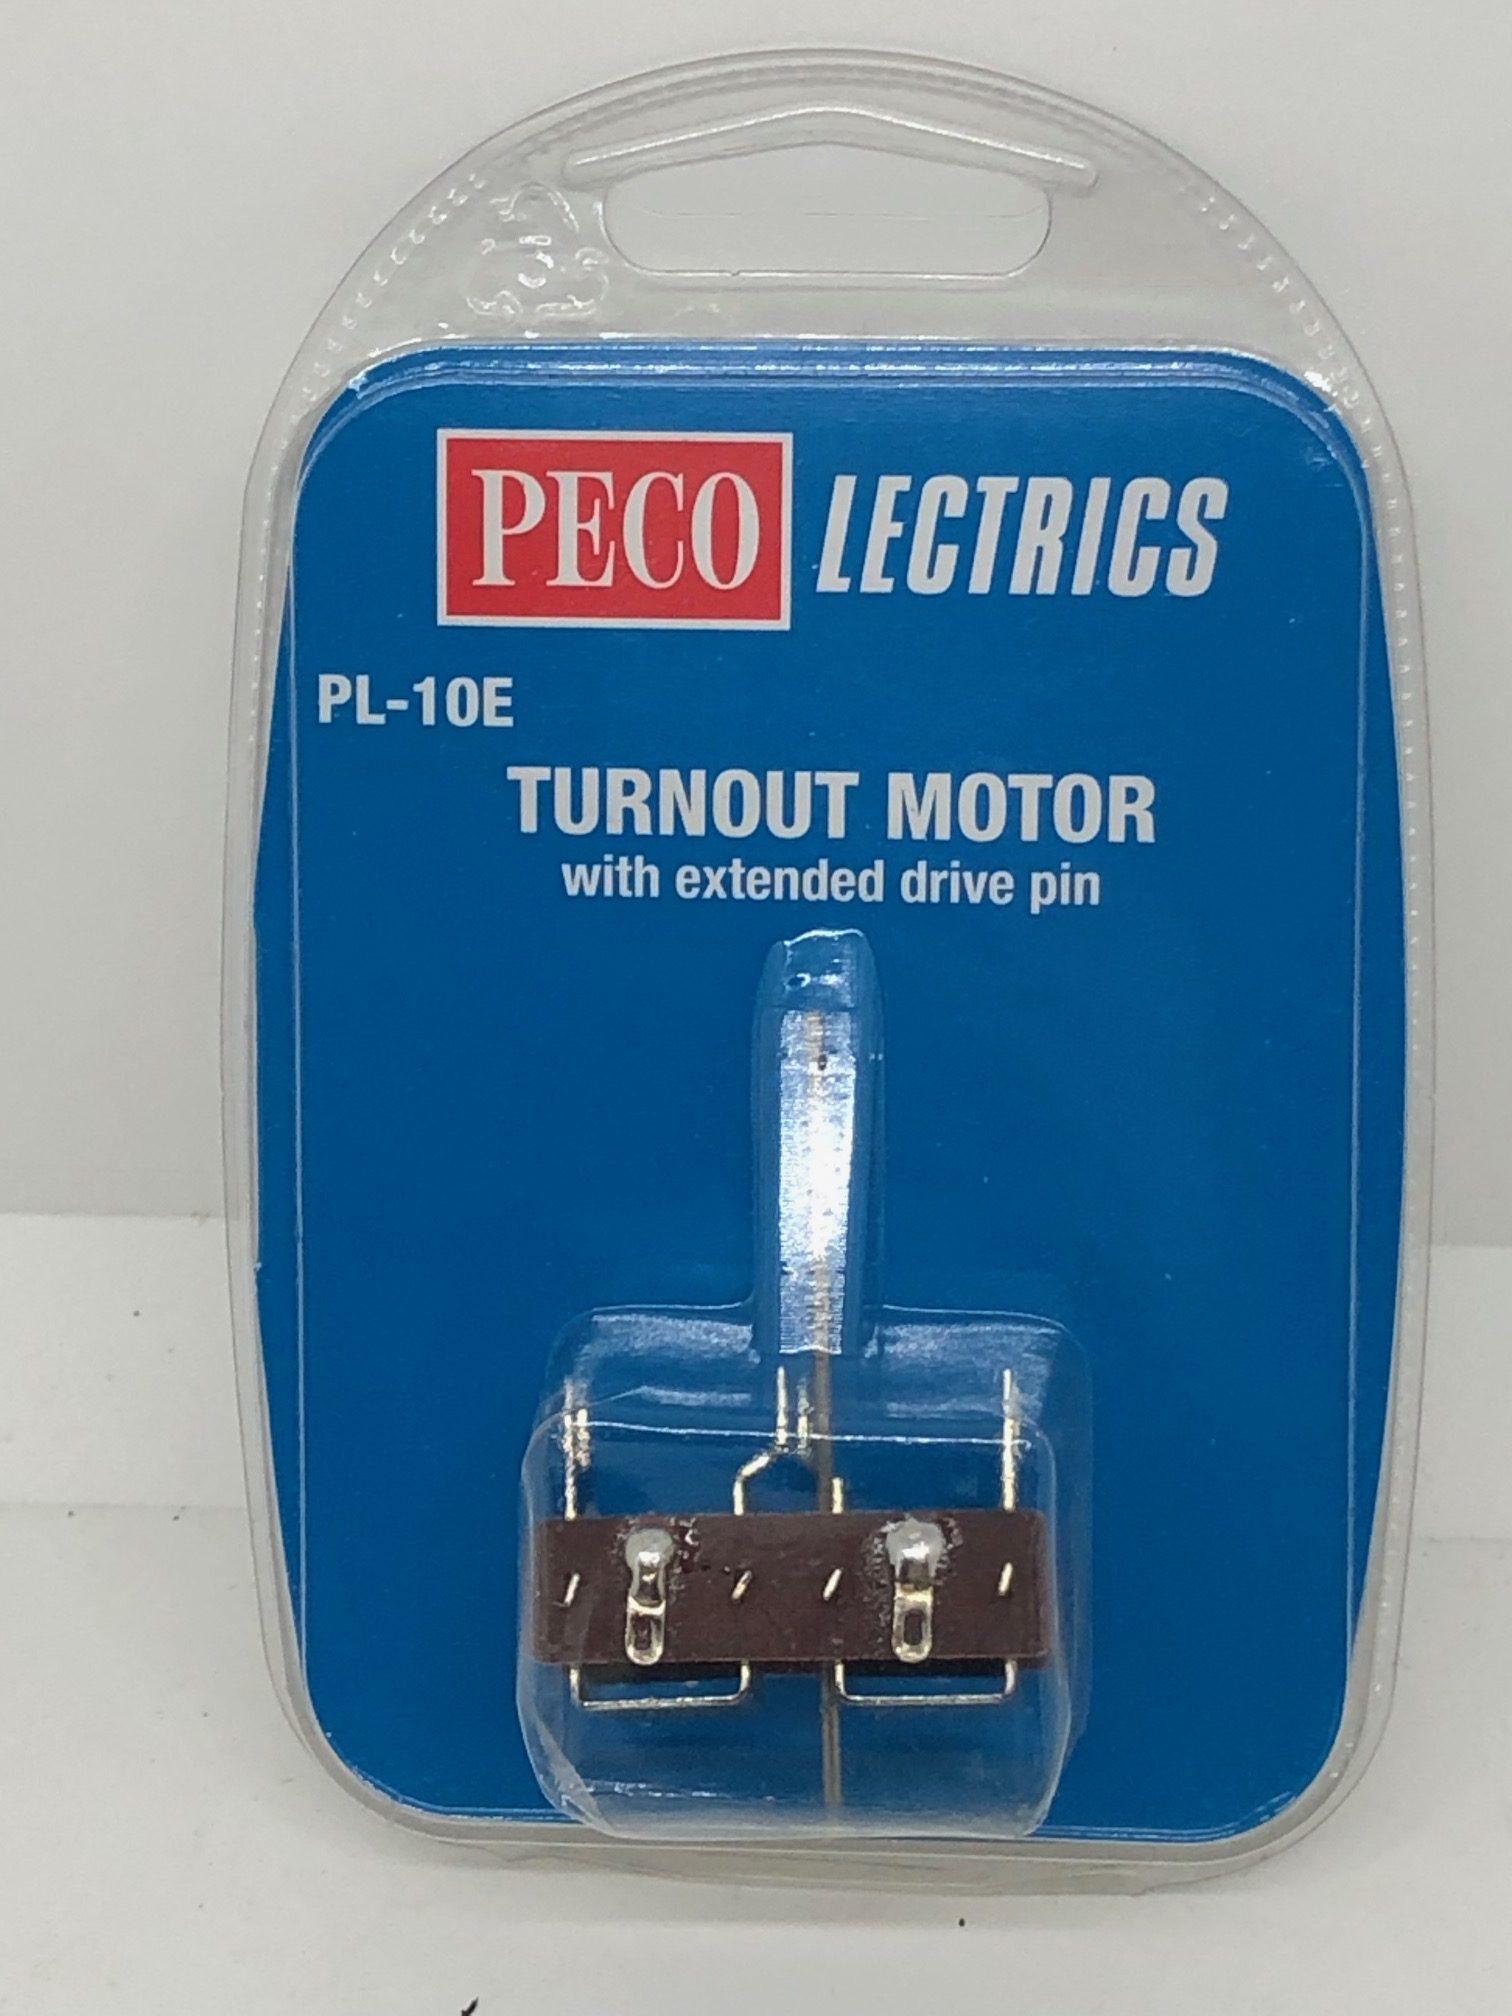 PECO LECTRICS
PL-10E
TURNOUT MOTOR
with extended drive pin